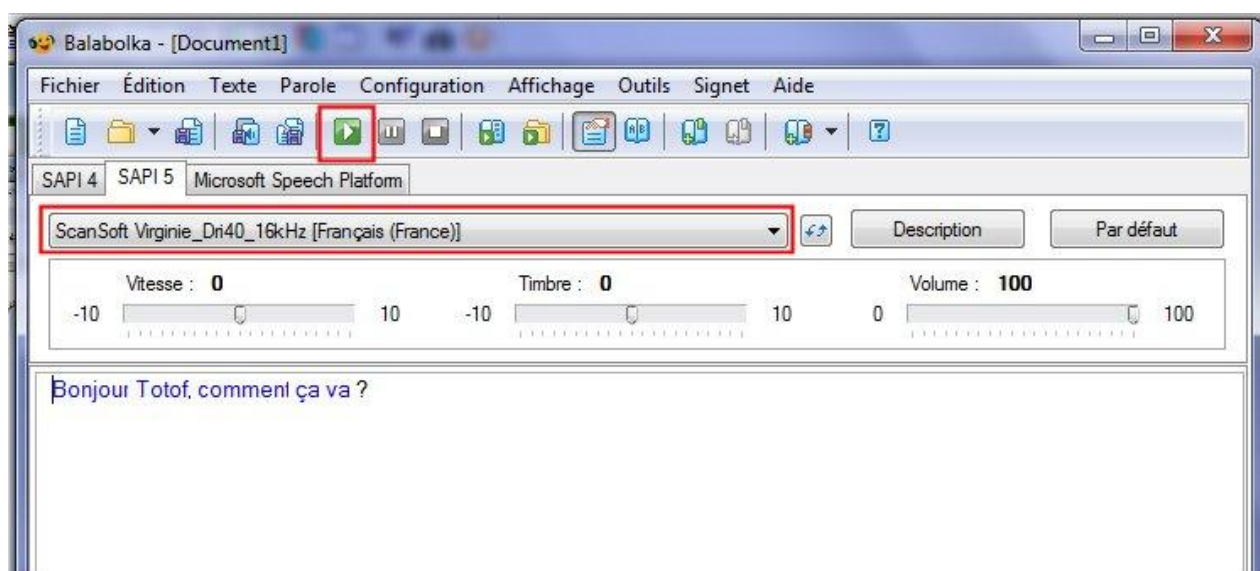 Balabolka - [Document1]
Fichier Édition Texte Parole Configuration Affichage Outils Signet Aide
SAPI 4 SAPI 5 Microsoft Speech Platform
ScanSoft Virginie_Dri40_16kHz [Français (France)] Description Par défaut
Vitesse : 0 Timbre : 0 Volume : 100
-10 10 -10 10 0 100
Bonjour Totof, comment ça va ?